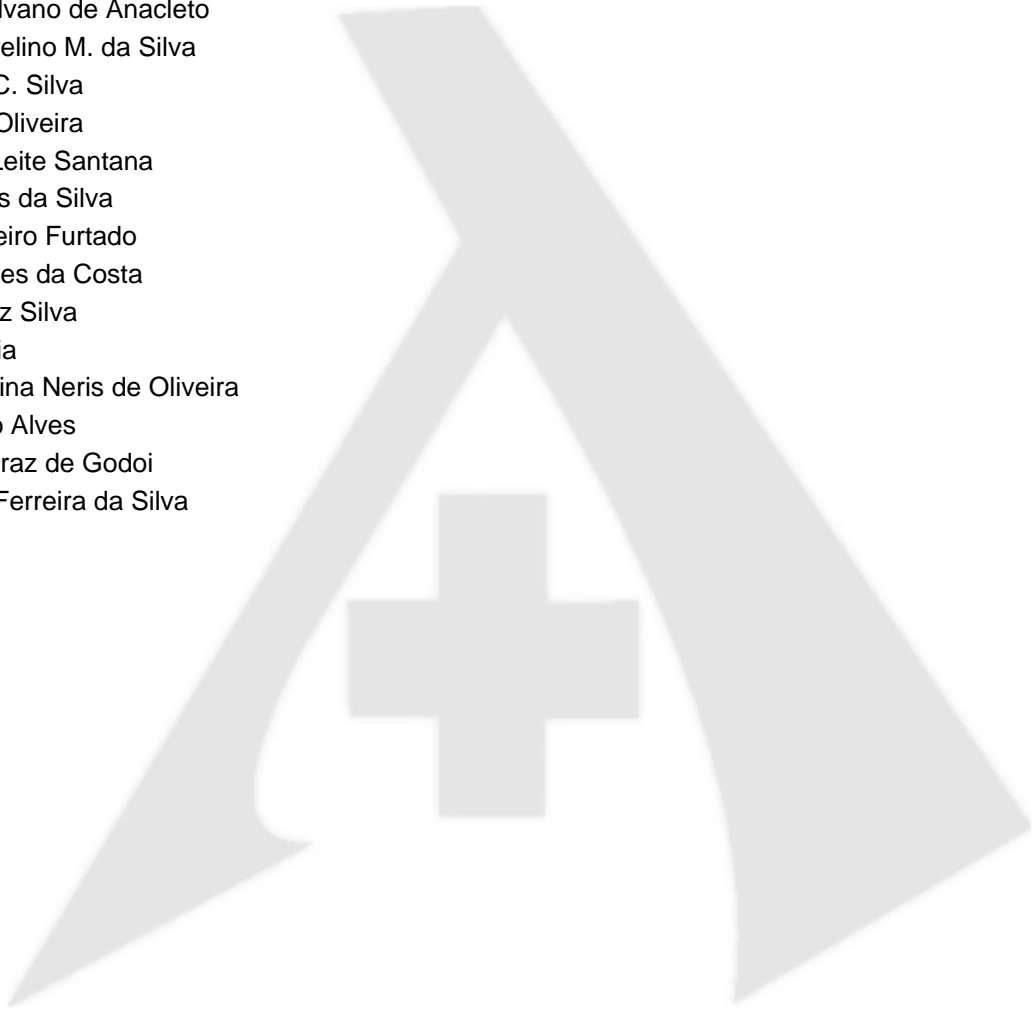 lvano de Anacleto
elino M. da Silva
C. Silva
Oliveira
Leite Santana
s da Silva
eiro Furtado
es da Costa
z Silva
ia
ina Neris de Oliveira
o Alves
raz de Godoi
Ferreira da Silva